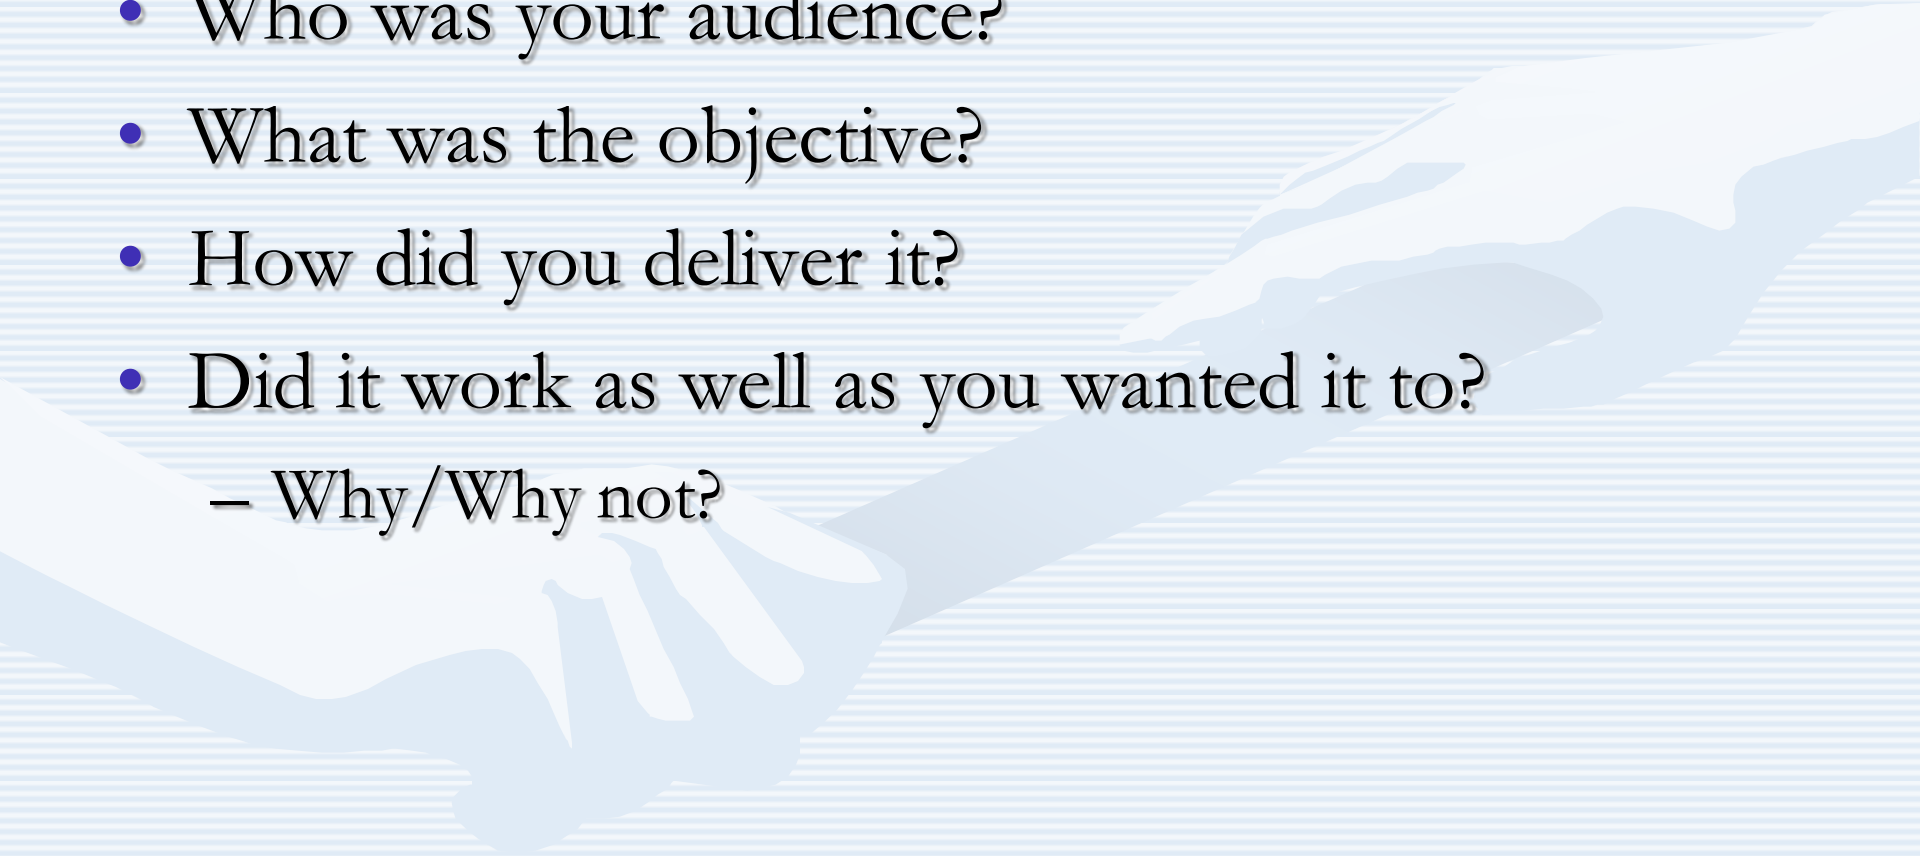 • Who was your audience?
• What was the objective?
• How did you deliver it?
• Did it work as well as you wanted it to?
– Why/Why not?